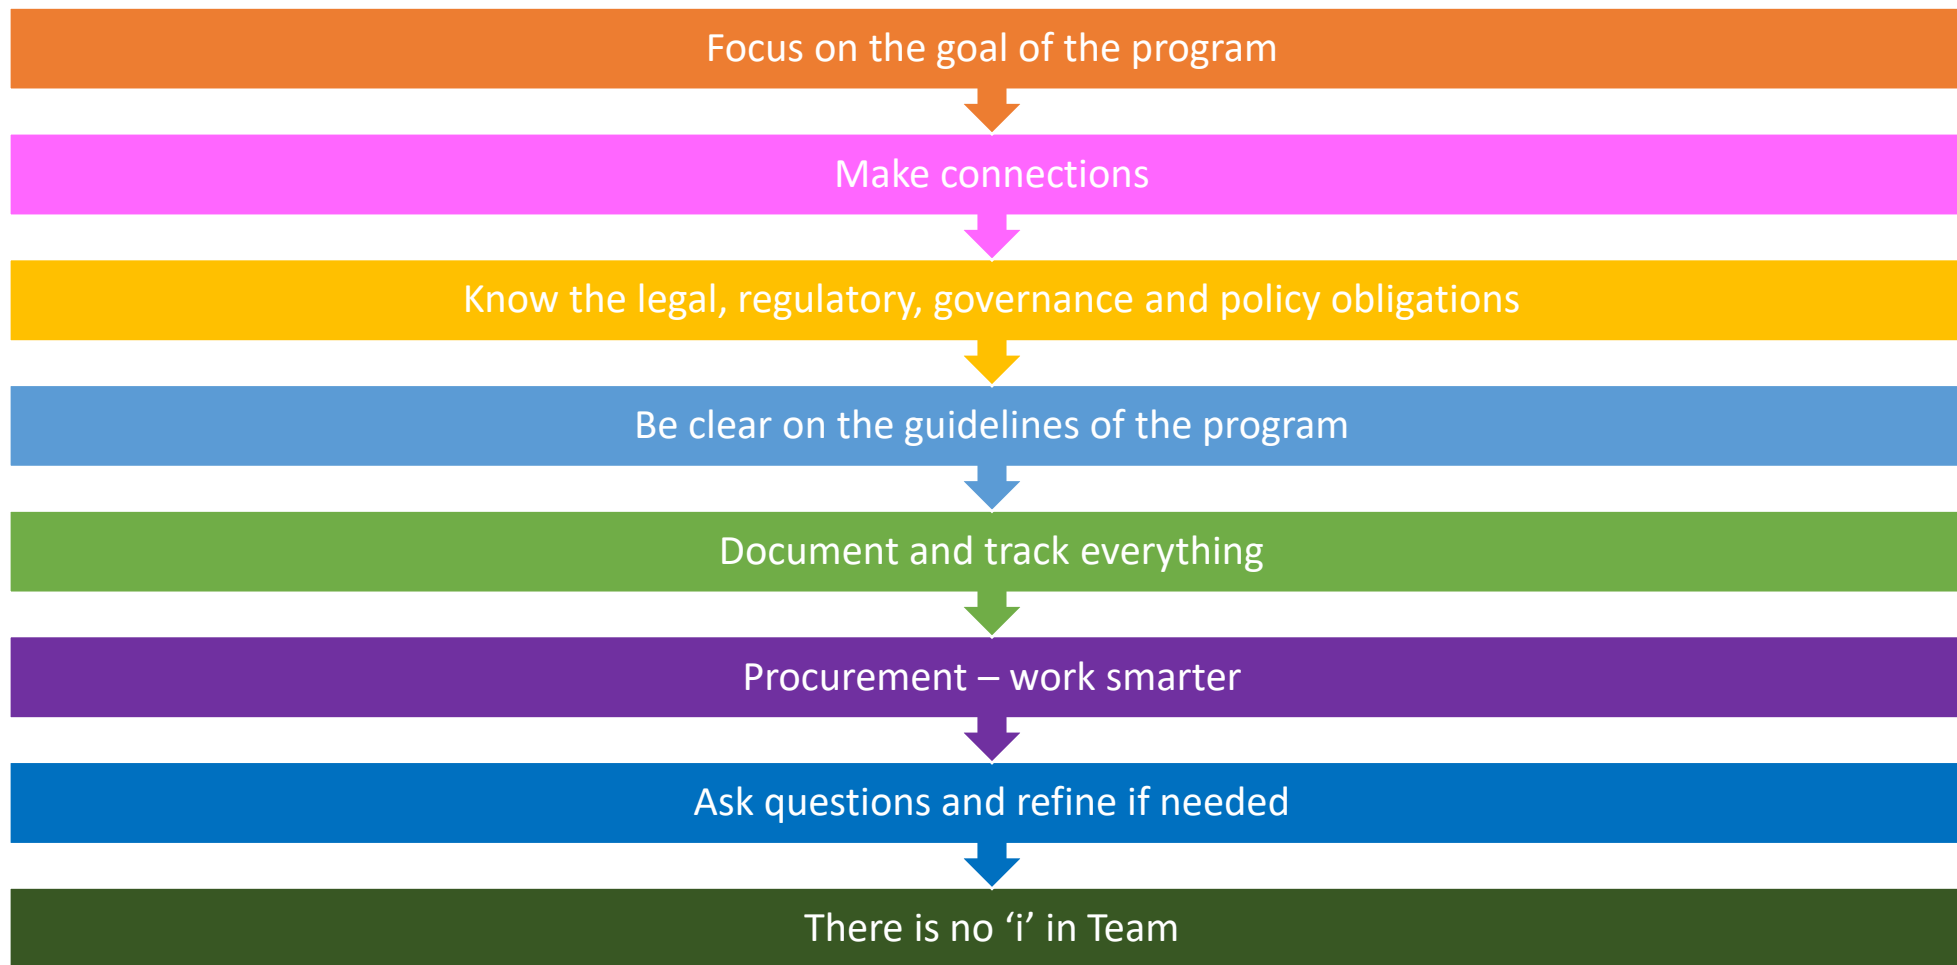 Focus on the goal of the program
Make connections
Know the legal, regulatory, governance and policy obligations
Be clear on the guidelines of the program
Document and track everything
Procurement – work smarter
Ask questions and refine if needed
There is no ‘i’ in Team